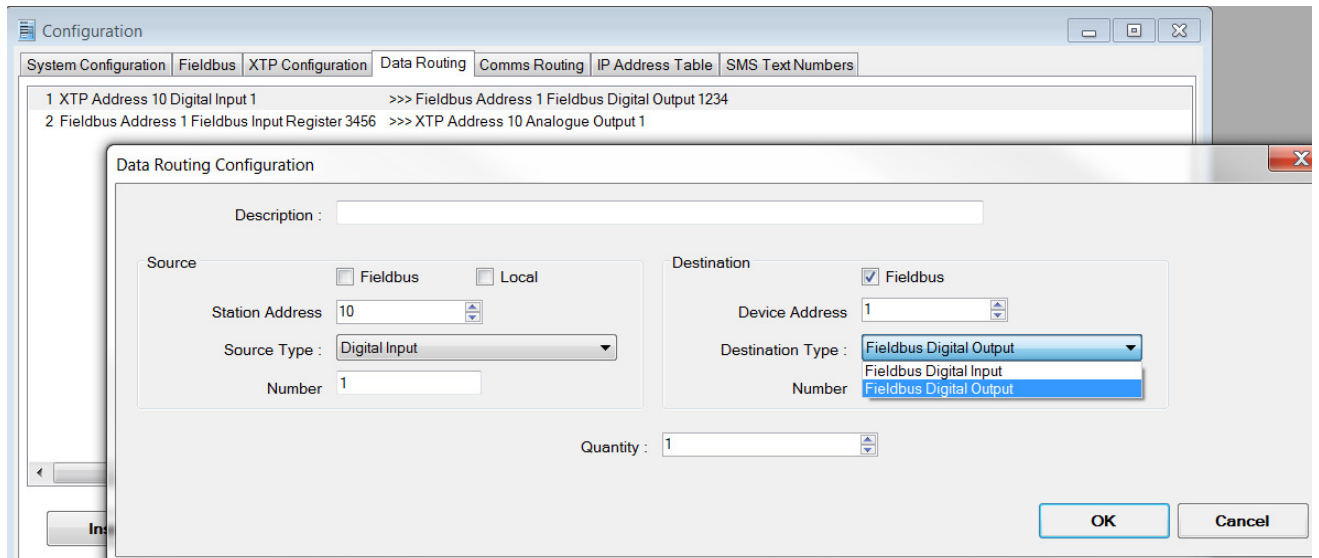 Configuration
System Configuration Fieldbus XTP Configuration Data Routing Comms Routing IP Address Table SMS Text Numbers
1 XTP Address 10 Digital Input 1 >>> Fieldbus Address 1 Fieldbus Digital Output 1234
2 Fieldbus Address 1 Fieldbus Input Register 3456 >>> XTP Address 10 Analogue Output 1
Data Routing Configuration
Description :
Source
Fieldbus Local
Station Address 10
Source Type : Digital Input
Number 1
Destination
Fieldbus
Device Address 1
Destination Type : Fieldbus Digital Output
Fieldbus Digital Input
Number Fieldbus Digital Output
Quantity : 1
OK Cancel